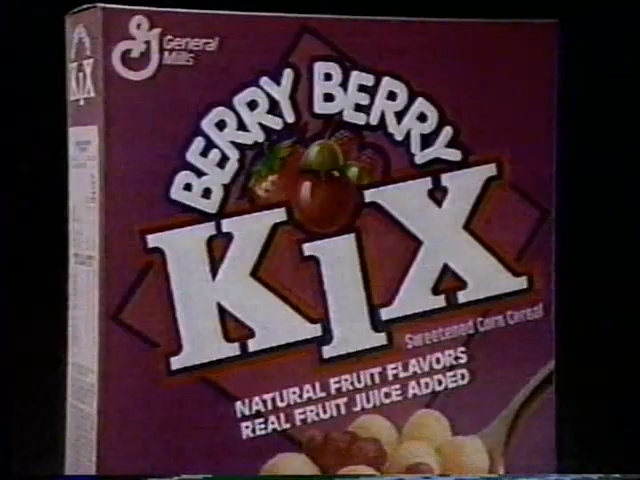 General
Mills
KiX
BERRY BERRY
KiX
Sweetened Corn Cereal
NATURAL FRUIT FLAVORS
REAL FRUIT JUICE ADDED